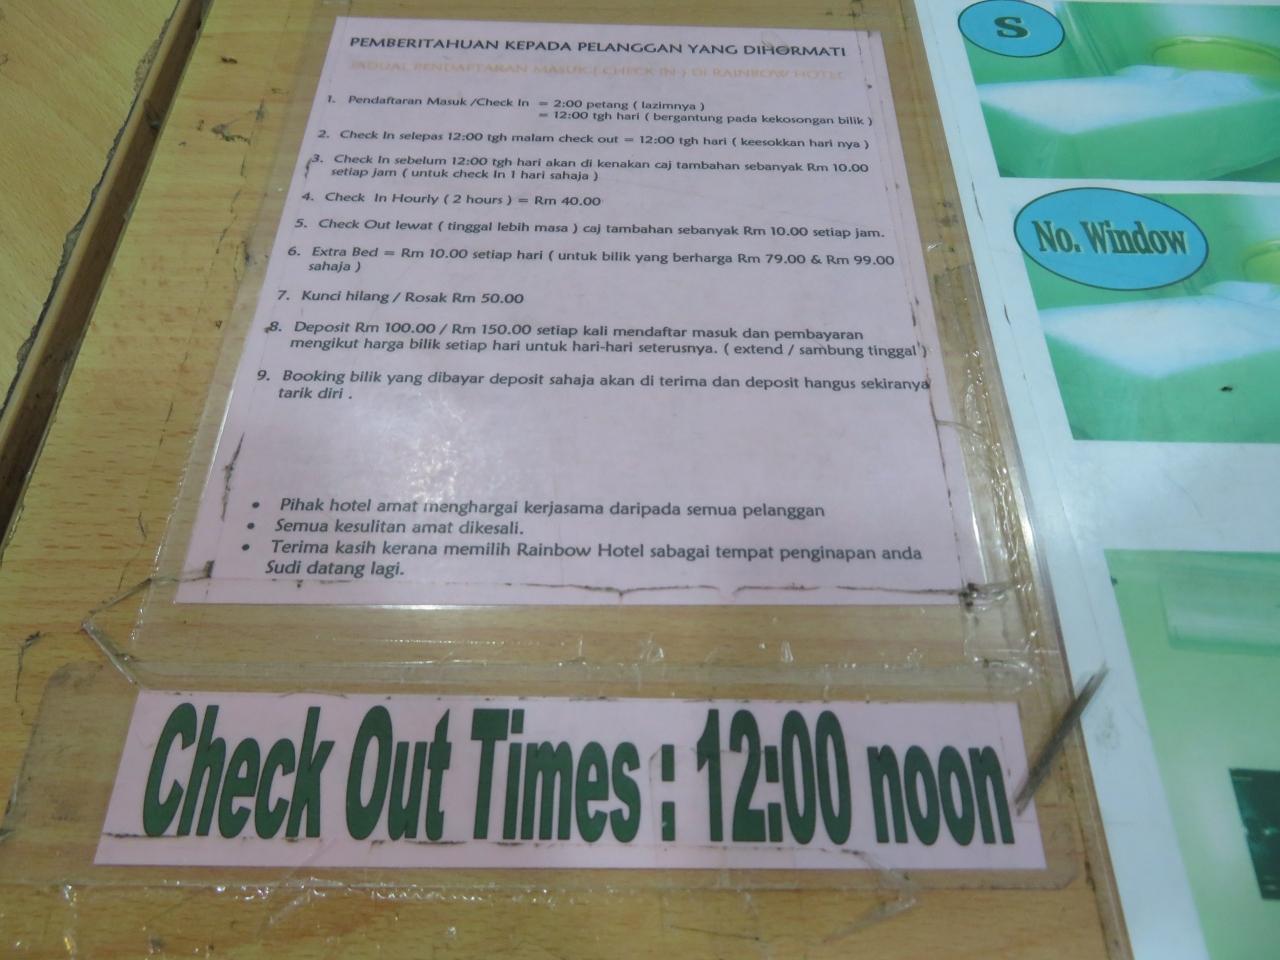 PEMBERITAHUAN KEPADA PELANGGAN YANG DIHORMATI
JADUAL PENDAFTARAN MASUK ( CHECK IN ) DI RAINBOW HOTEL
1. Pendaftaran Masuk /Check In = 2:00 petang ( lazimnya )
= 12:00 tgh hari ( bergantung pada kekosongan bilik )
2. Check In selepas 12:00 tgh malam check out = 12:00 tgh hari ( keesokkan hari nya )
3. Check In sebelum 12:00 tgh hari akan di kenakan caj tambahan sebanyak Rm 10.00
setiap jam ( untuk check In 1 hari sahaja )
4. Check In Hourly ( 2 hours ) = Rm 40.00
5. Check Out lewat ( tinggal lebih masa ) caj tambahan sebanyak Rm 10.00 setiap jam.
6. Extra Bed = Rm 10.00 setiap hari ( untuk bilik yang berharga Rm 79.00 & Rm 99.00
sahaja )
7. Kunci hilang / Rosak Rm 50.00
8. Deposit Rm 100.00 / Rm 150.00 setiap kali mendaftar masuk dan pembayaran
mengikut harga bilik setiap hari untuk hari-hari seterusnya. ( extend / sambung tinggal )
9. Booking bilik yang dibayar deposit sahaja akan di terima dan deposit hangus sekiranya
tarik diri .
• Pihak hotel amat menghargai kerjasama daripada semua pelanggan
• Semua kesulitan amat dikesali.
• Terima kasih kerana memilih Rainbow Hotel sabagai tempat penginapan anda
Sudi datang lagi.
Check Out Times : 12:00 noon
S
No. Window